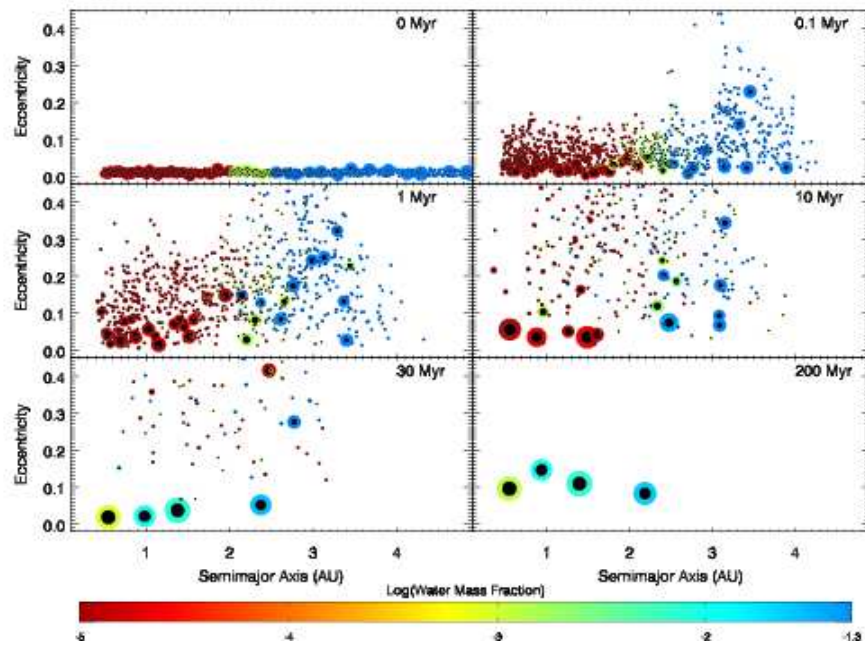 0 Myr 0.1 Myr
0.4
0.3
Eccentricity
0.2
0.1
0.0
1 Myr 10 Myr
0.4
0.3
Eccentricity
0.2
0.1
0.0
30 Myr 200 Myr
0.4
0.3
Eccentricity
0.2
0.1
0.0
1 2 3 4 1 2 3 4
Semimajor Axis (AU) Semimajor Axis (AU)
Log(Water Mass Fraction)
-5 -4 -3 -2 -1.3